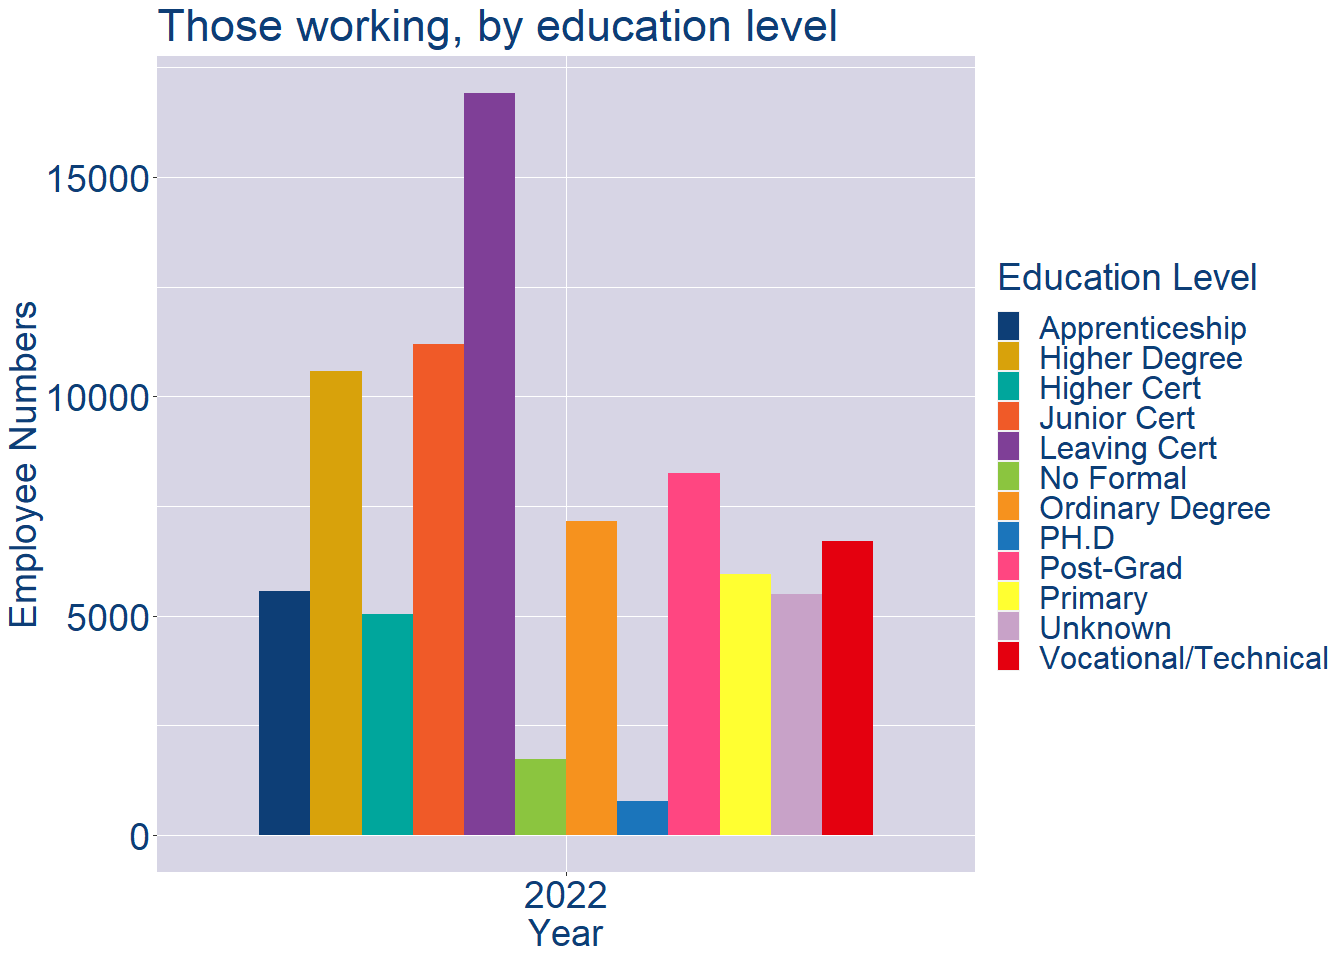 Those working, by education level
Employee Numbers
15000
10000
5000
0
2022
Year
Education Level
Apprenticeship
Higher Degree
Higher Cert
Junior Cert
Leaving Cert
No Formal
Ordinary Degree
PH.D
Post-Grad
Primary
Unknown
Vocational/Technical